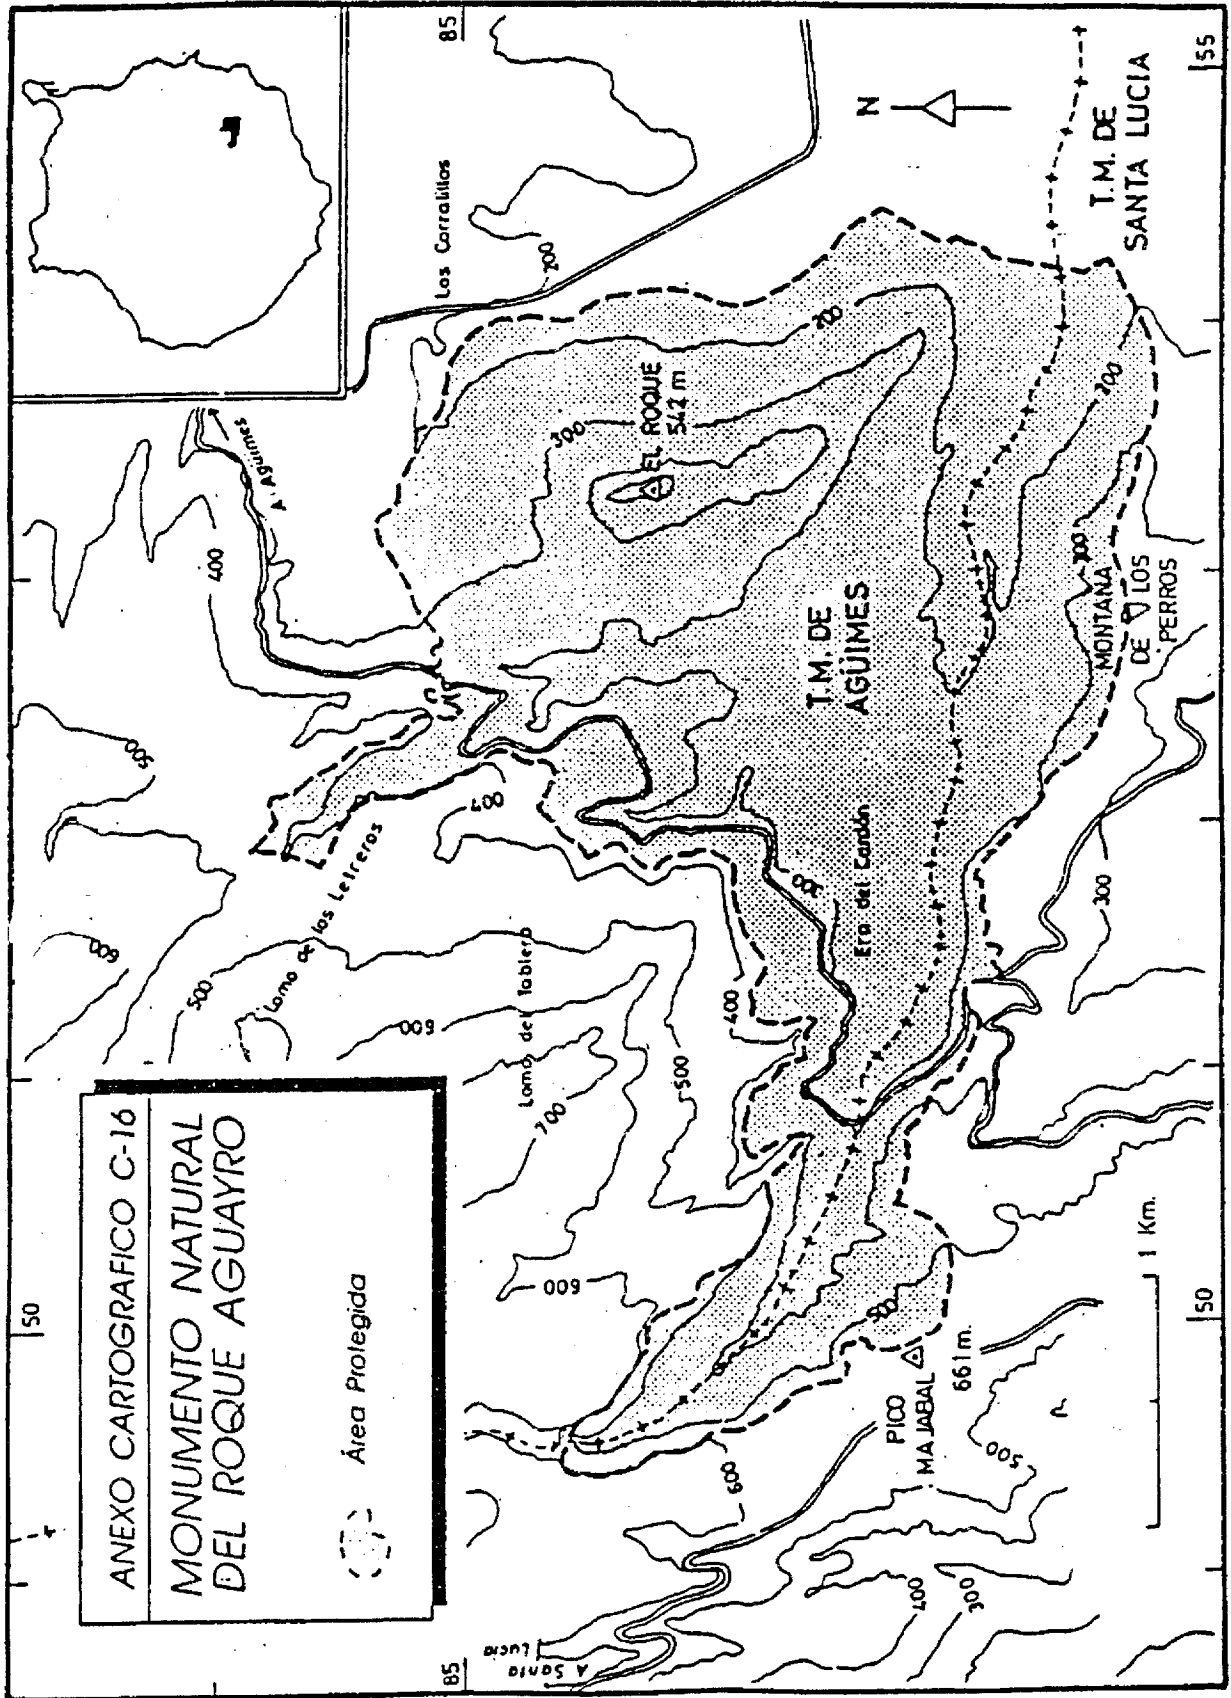 ANEXO CARTOGRAFICO C-16
MONUMENTO NATURAL
DEL ROQUE AGUAYRO
Área Protegida
50
85
85
55
50
N
A Agüimes
Los Corralillos
400
500
600
500
Lomo de los Letreros
600
Lomo del Tablero
700
500
400
400
600
600
200
200
200
300
EL ROQUE
542 m
T.M. DE
AGÜIMES
T.M. DE
SANTA LUCIA
Era del Cardón
300
300
MONTAÑA
DE LOS
PERROS
300
PICO
MAJABAL
661 m.
500
400
300
A Santa
Lucia
1 Km.